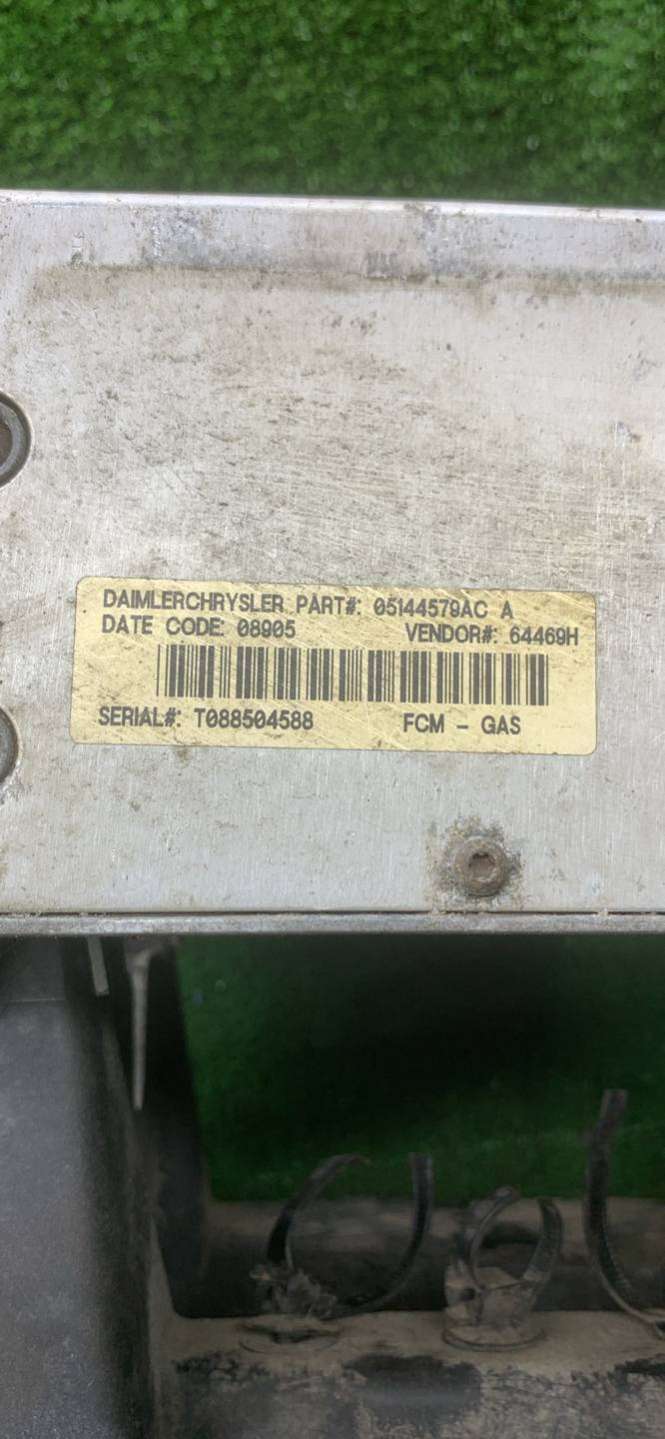 DAIMLERCHRYSLER PART#: 05144579AC A
DATE CODE: 08905 VENDOR#: 64469H
SERIAL#: T088504588 FCM - GAS